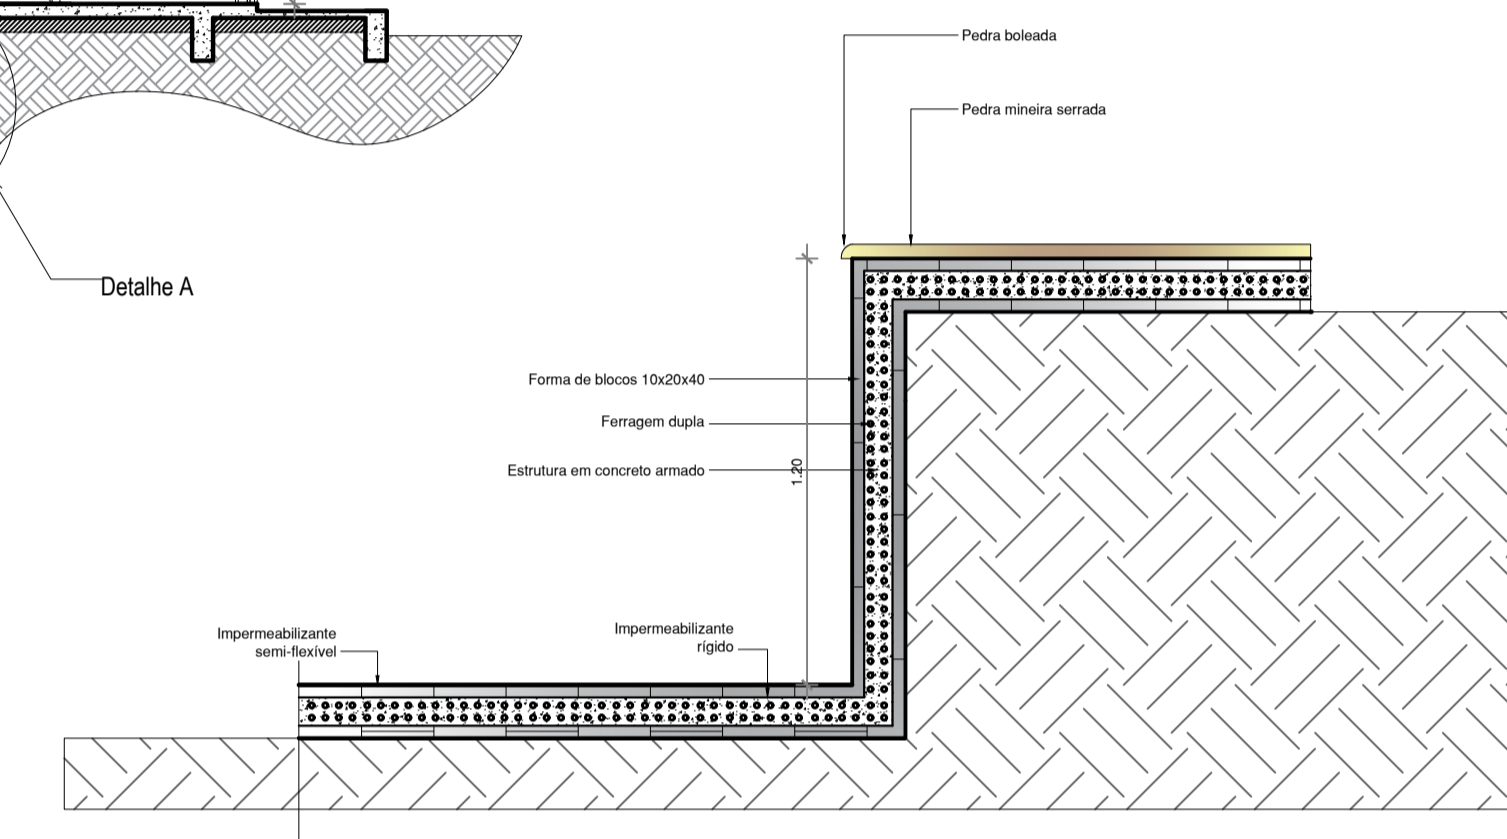 Pedra boleada
Pedra mineira serrada
Detalhe A
Forma de blocos 10x20x40
Ferragem dupla
Estrutura em concreto armado
1.20
Impermeabilizante
semi-flexível
Impermeabilizante
rígido